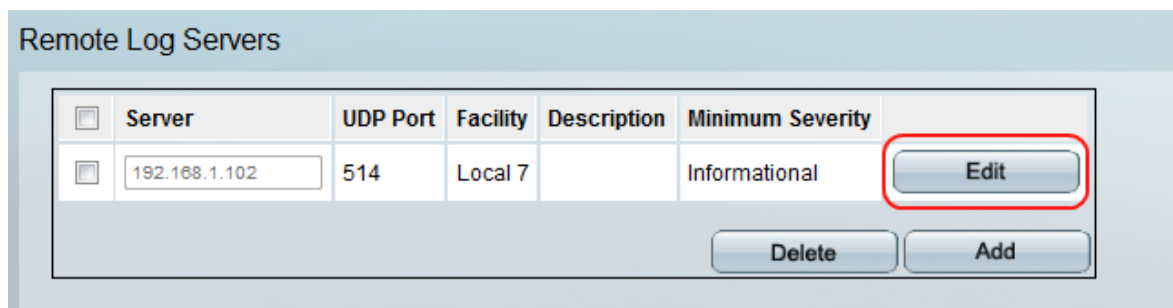 Remote Log Servers
Server UDP Port Facility Description Minimum Severity
192.168.1.102 514 Local 7 Informational Edit
Delete Add